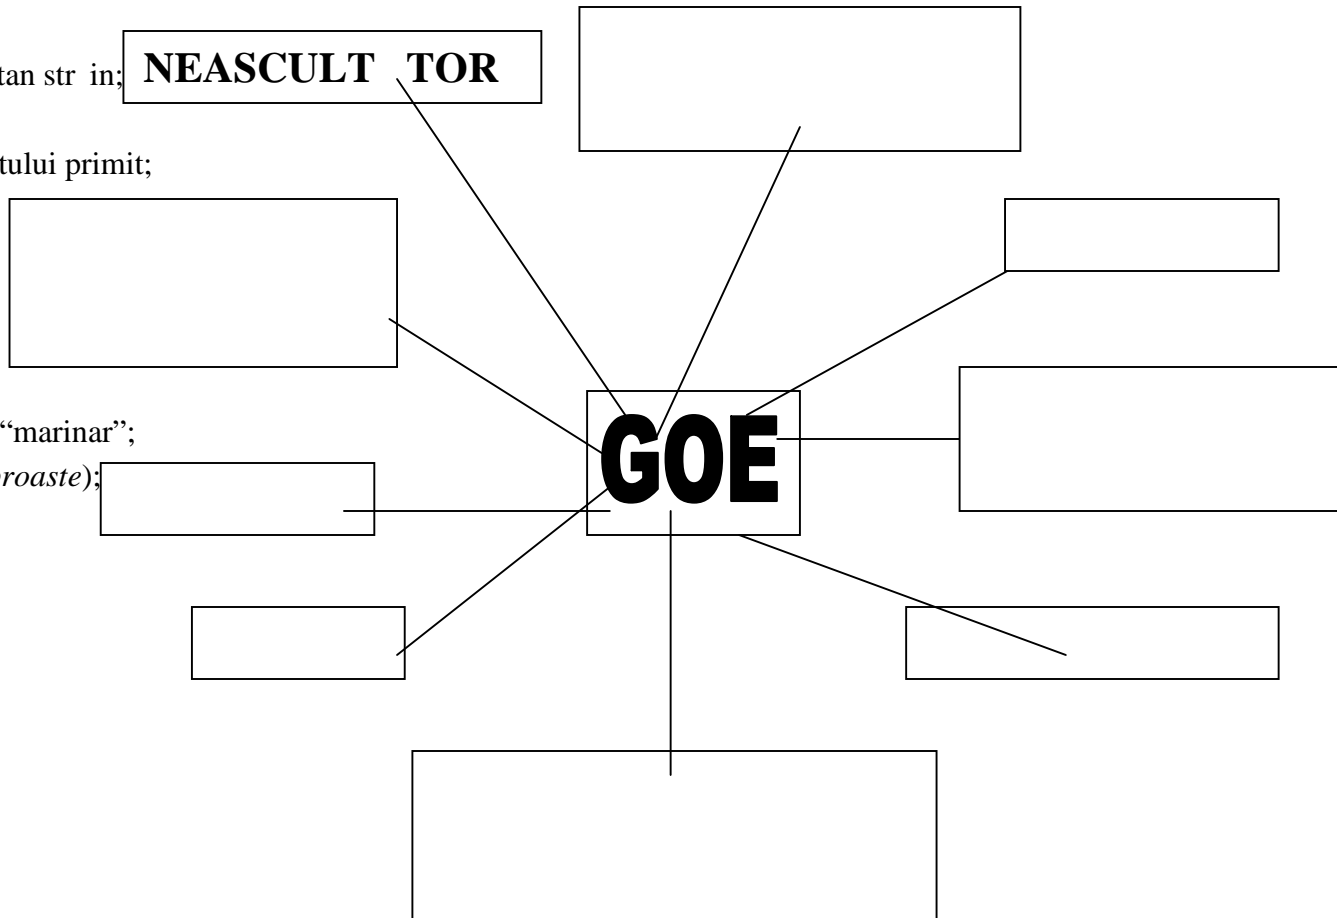 tan str in;
NEASCULT TOR
tului primit;
GOE
“marinar”;
roaste);